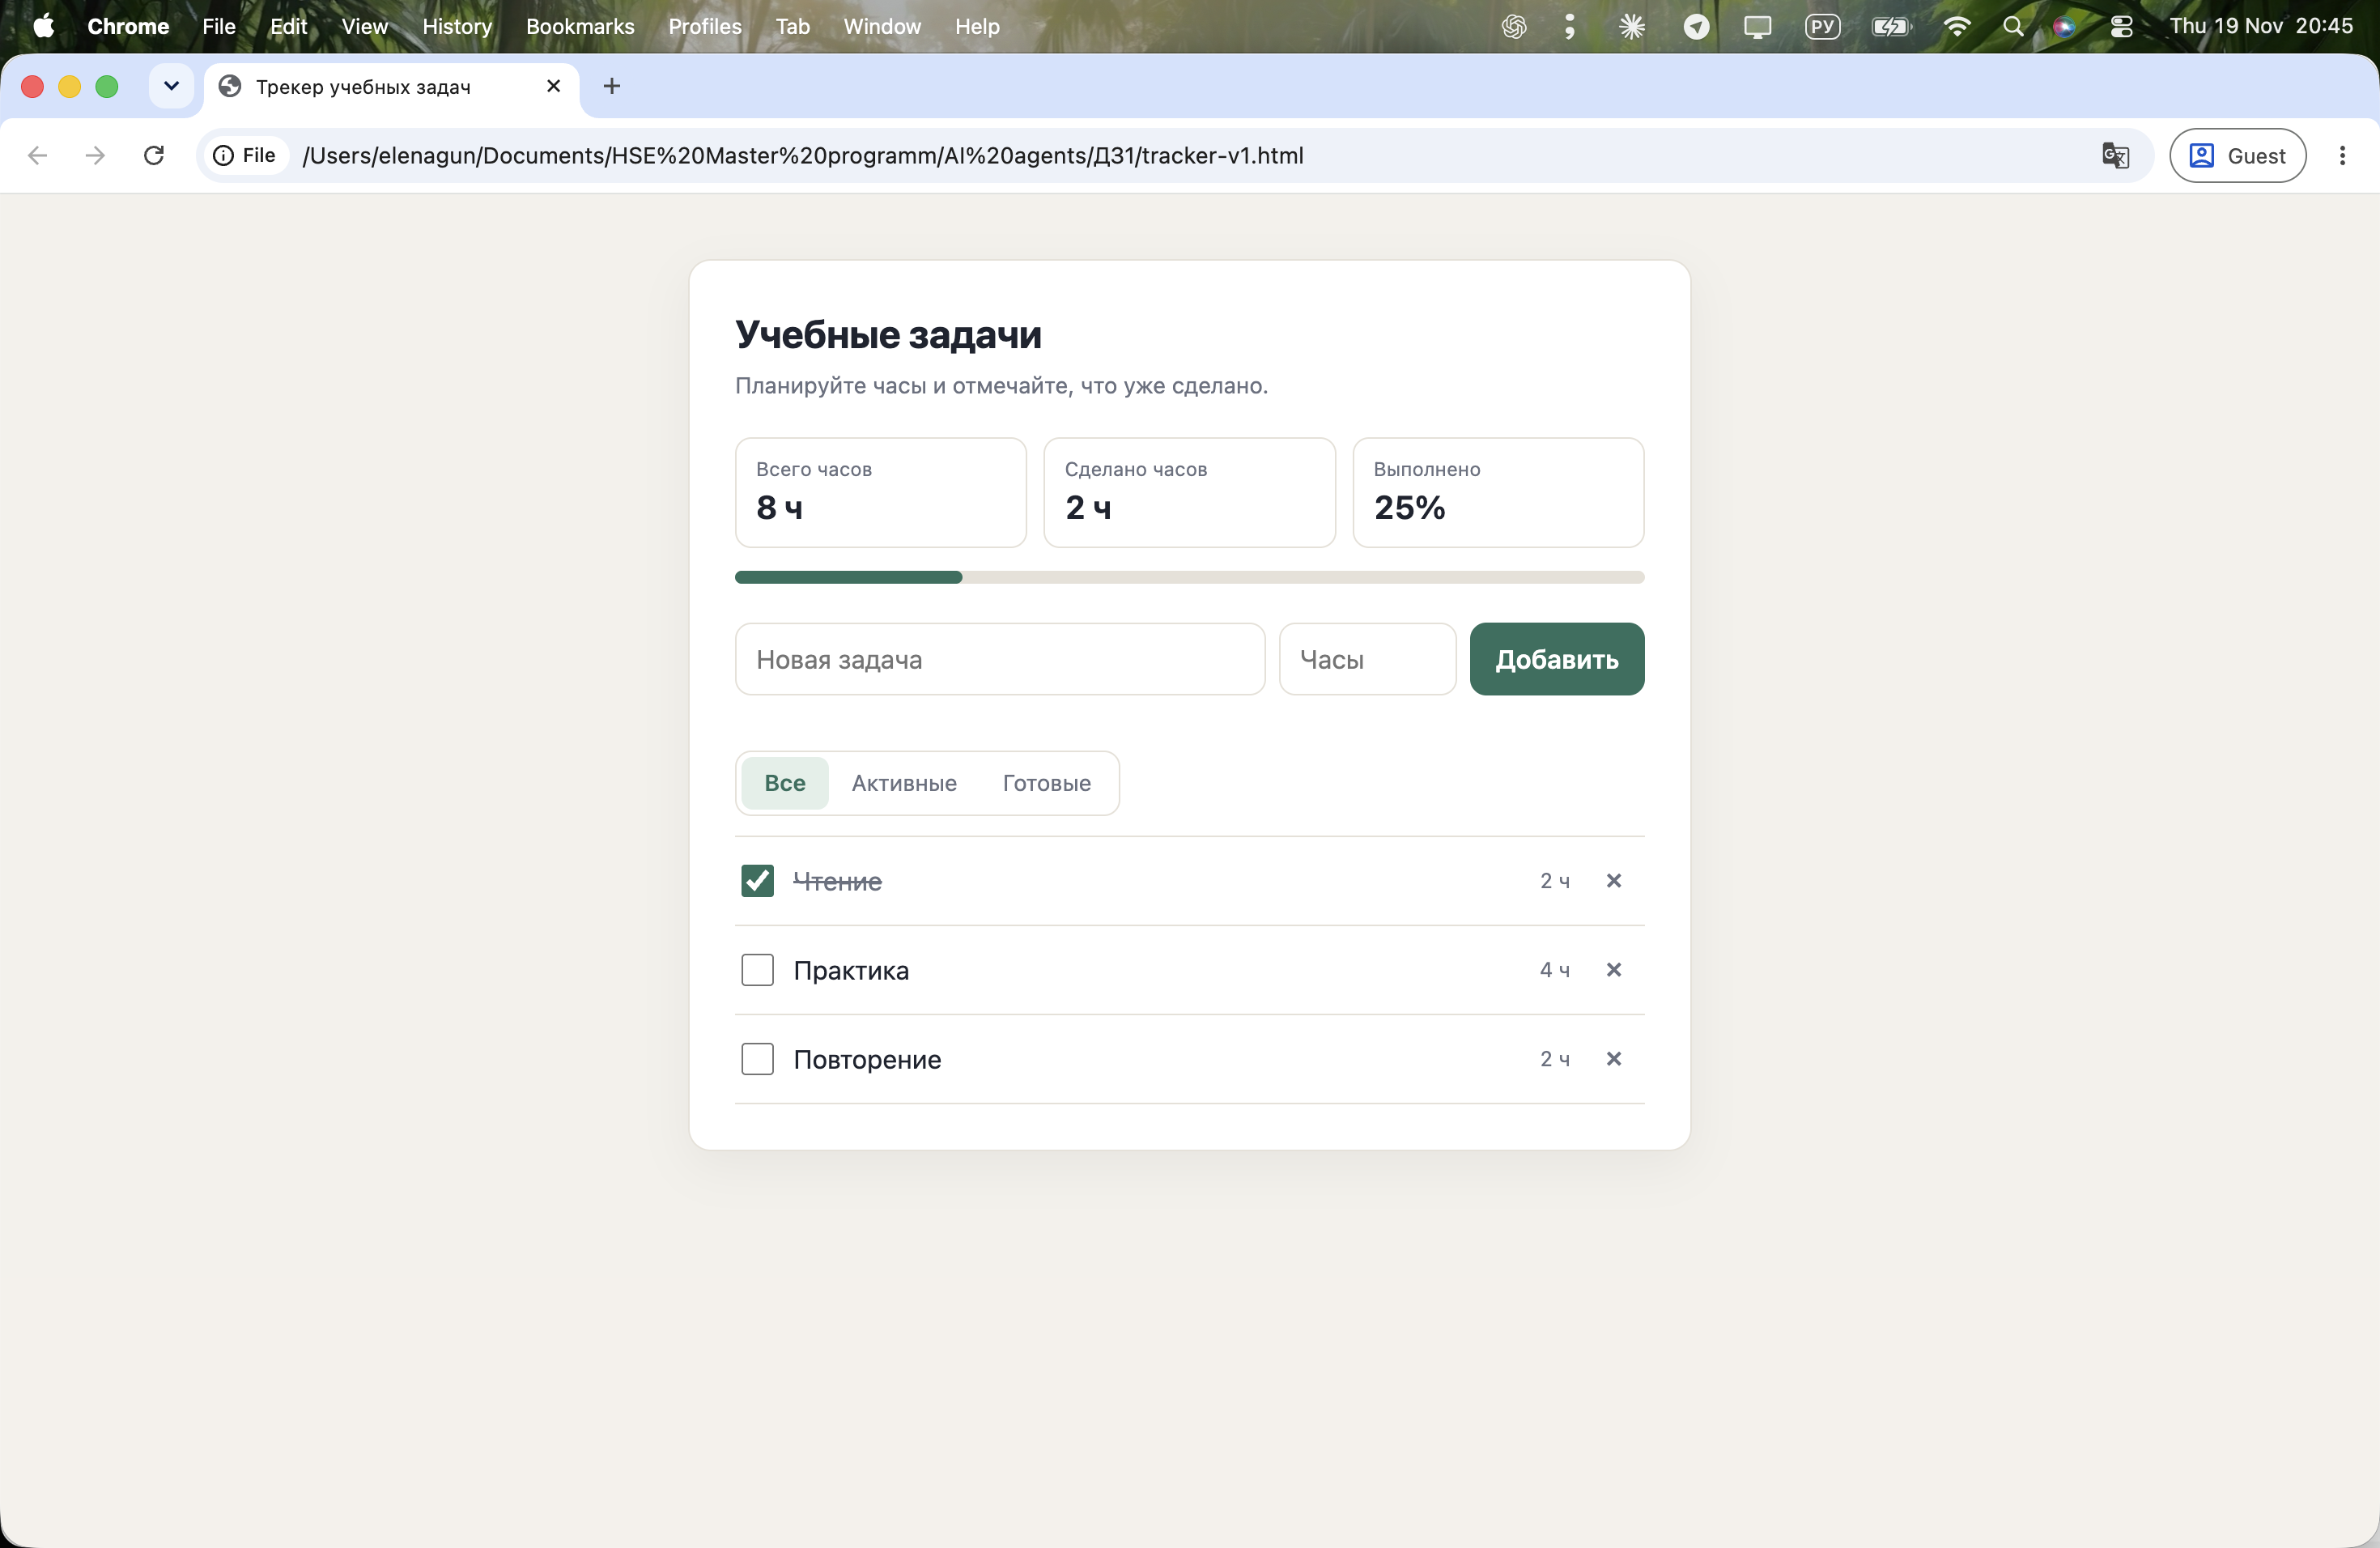 Chrome File Edit View History Bookmarks Profiles Tab Window Help РУ Thu 19 Nov 20:45
Трекер учебных задач
File /Users/elenagun/Documents/HSE%20Master%20programm/AI%20agents/ДЗ1/tracker-v1.html Guest
Учебные задачи
Планируйте часы и отмечайте, что уже сделано.
Всего часов Сделано часов Выполнено
8 ч 2 ч 25%
Новая задача Часы Добавить
Все Активные Готовые
Чтение 2 ч
Практика 4 ч
Повторение 2 ч